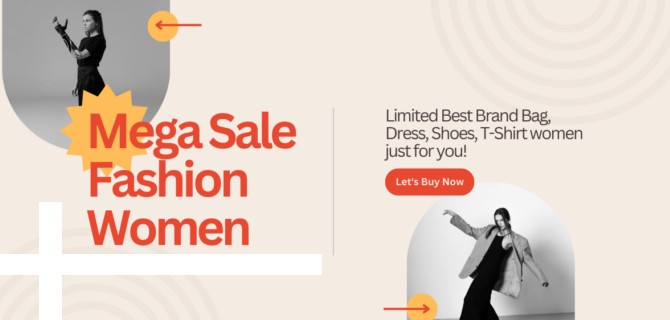 Mega Sale
Fashion
Women
Limited Best Brand Bag,
Dress, Shoes, T-Shirt women
just for you!
Let's Buy Now